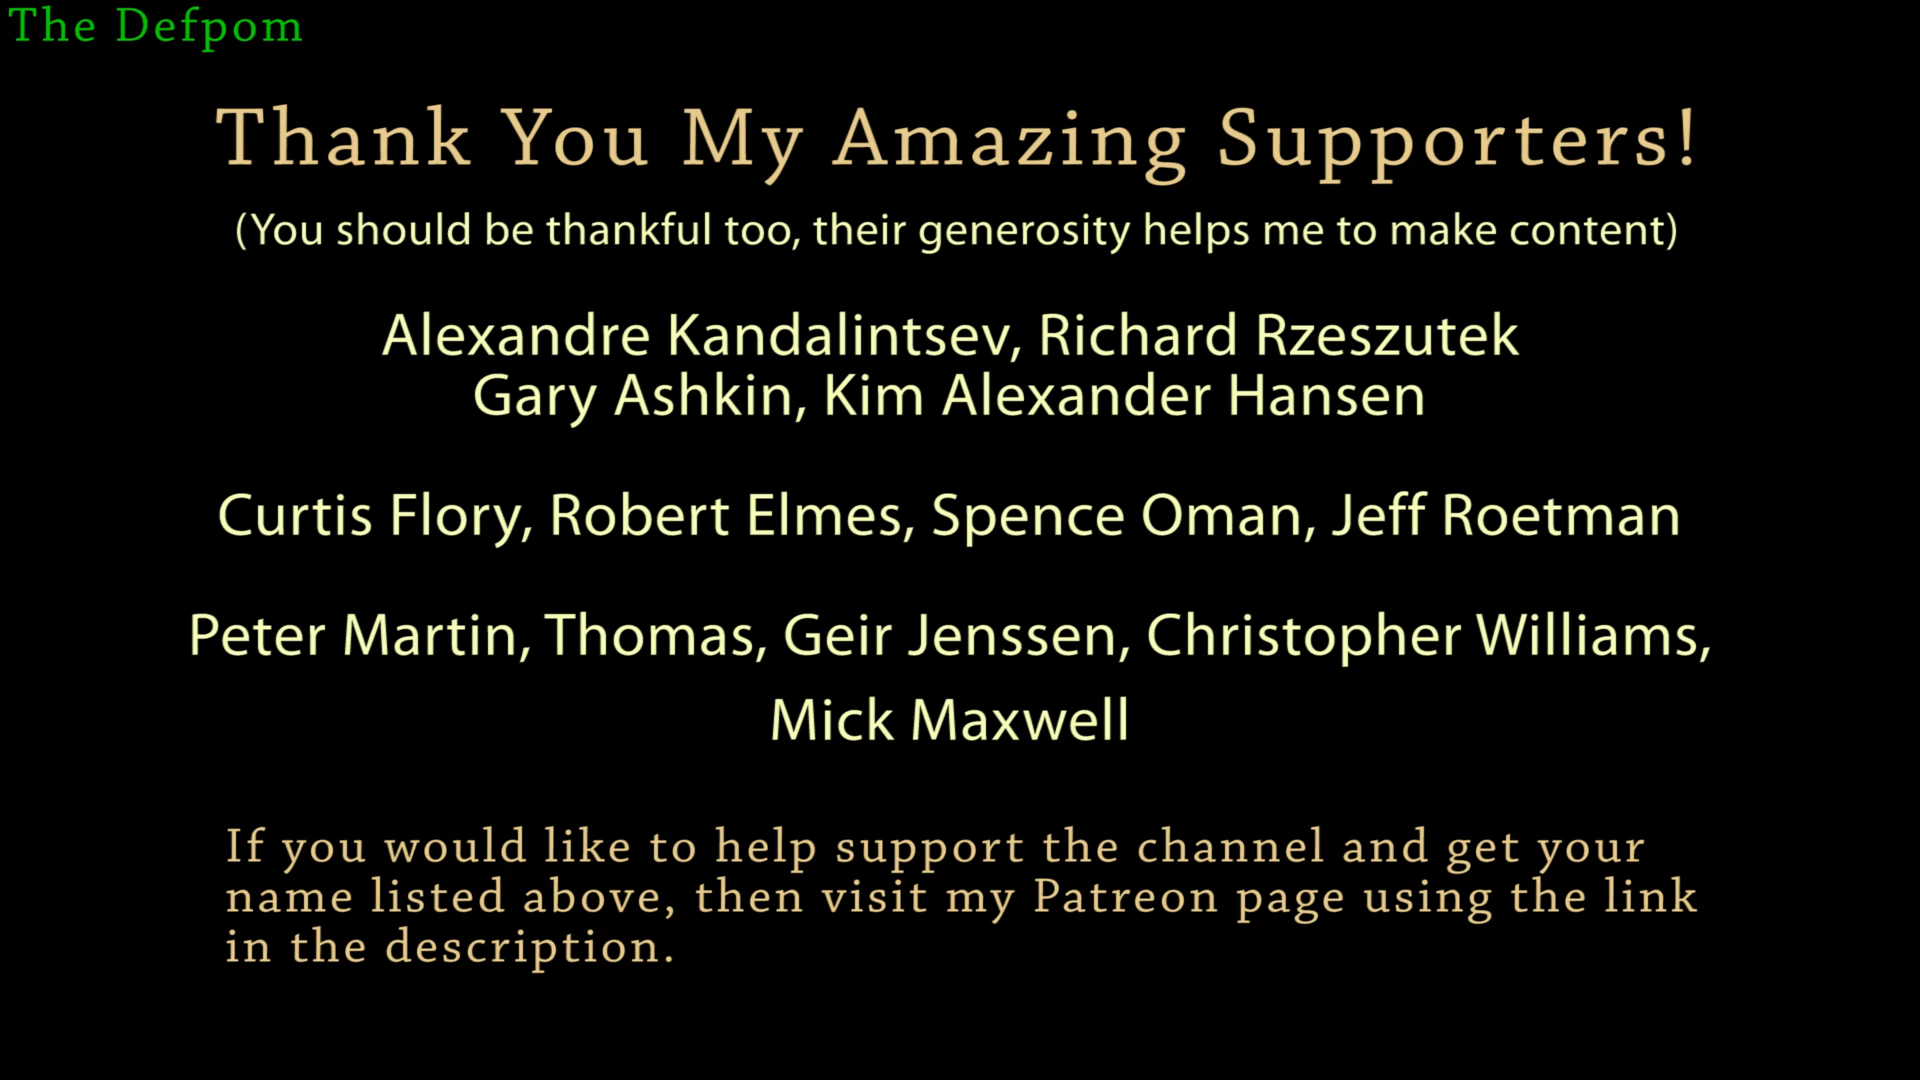 The Defpom
Thank You My Amazing Supporters!
(You should be thankful too, their generosity helps me to make content)
Alexandre Kandalintsev, Richard Rzeszutek
Gary Ashkin, Kim Alexander Hansen
Curtis Flory, Robert Elmes, Spence Oman, Jeff Roetman
Peter Martin, Thomas, Geir Jenssen, Christopher Williams,
Mick Maxwell
If you would like to help support the channel and get your
name listed above, then visit my Patreon page using the link
in the description.